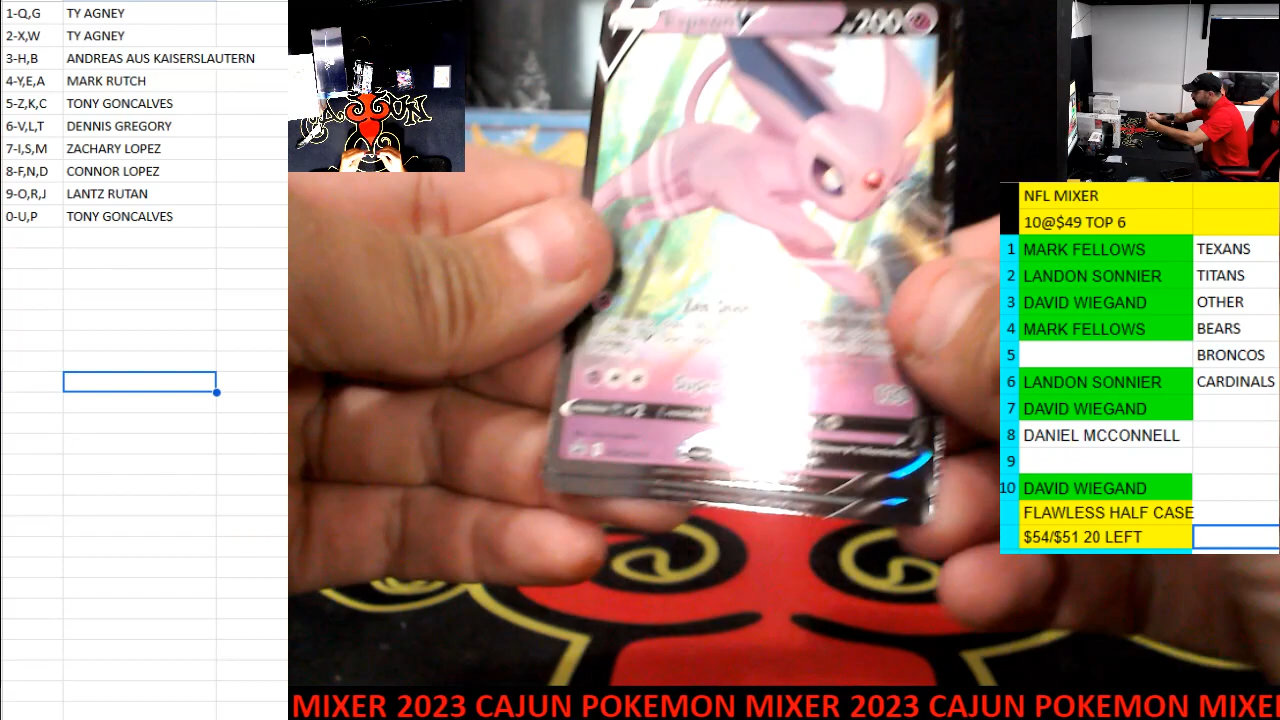 1-Q,G TY AGNEY
2-X,W TY AGNEY
3-H,B ANDREAS AUS KAISERSLAUTERN
4-Y,E,A MARK RUTCH
5-Z,K,C TONY GONCALVES
6-V,L,T DENNIS GREGORY
7-I,S,M ZACHARY LOPEZ
8-F,N,D CONNOR LOPEZ
9-O,R,J LANTZ RUTAN
0-U,P TONY GONCALVES
200
NFL MIXER
10@$49 TOP 6
1 MARK FELLOWS TEXANS
2 LANDON SONNIER TITANS
3 DAVID WIEGAND OTHER
4 MARK FELLOWS BEARS
5 BRONCOS
6 LANDON SONNIER CARDINALS
7 DAVID WIEGAND
8 DANIEL MCCONNELL
9
10 DAVID WIEGAND
FLAWLESS HALF CASE
$54/$51 20 LEFT
MIXER 2023 CAJUN POKEMON MIXER 2023 CAJUN POKEMON MIXE